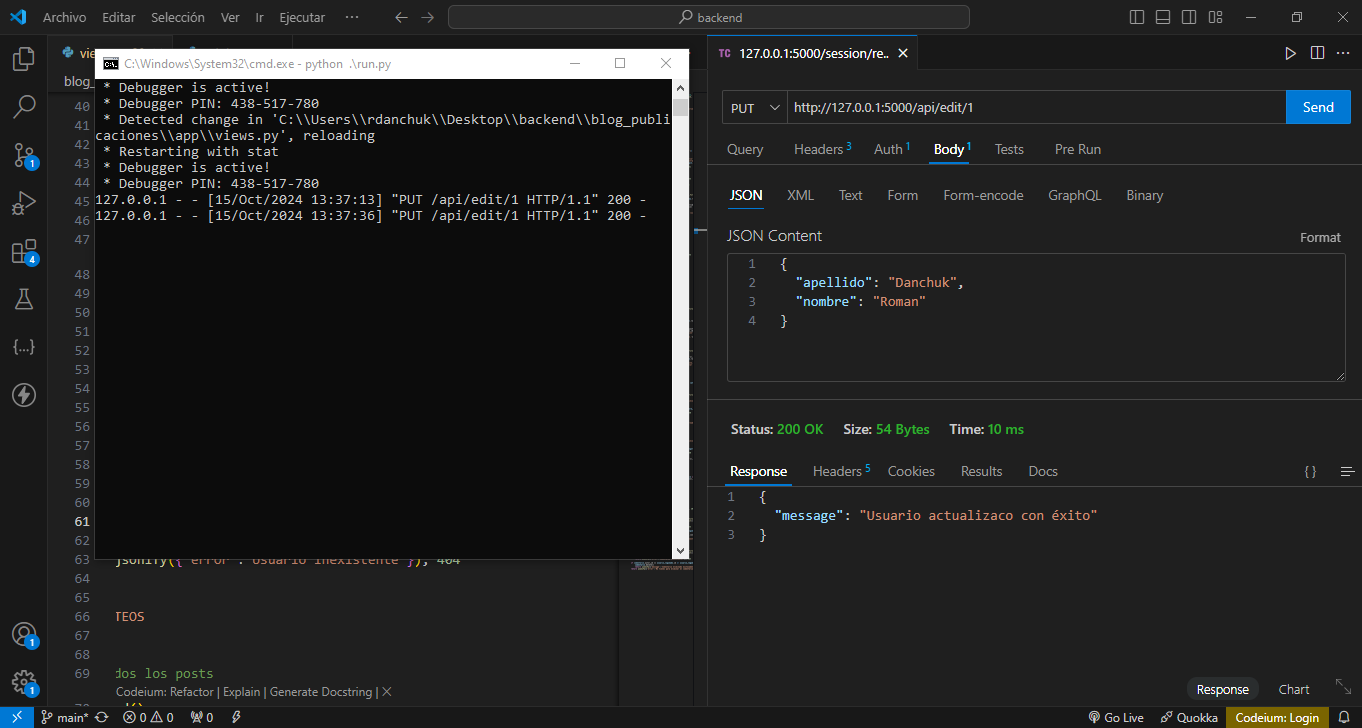 Archivo Editar Selección Ver Ir Ejecutar ··· backend
TC 127.0.0.1:5000/session/re.. ✕
C:\Windows\System32\cmd.exe - python .\run.py
blog_
* Debugger is active!
* Debugger PIN: 438-517-780
* Detected change in 'C:\\Users\\rdanchuk\\Desktop\\backend\\blog_publi
caciones\\app\\views.py', reloading
* Restarting with stat
* Debugger is active!
* Debugger PIN: 438-517-780
127.0.0.1 - - [15/Oct/2024 13:37:13] "PUT /api/edit/1 HTTP/1.1" 200 -
127.0.0.1 - - [15/Oct/2024 13:37:36] "PUT /api/edit/1 HTTP/1.1" 200 -
40
41
42
43
44
45
46
47
48
49
50
51
52
53
54
55
56
57
58
59
60
61
62
63 jsonify({'error':'Usuario inexistente'}), 404
64
65
66 TEOS
67
68
69 dos los posts
Codeium: Refactor | Explain | Generate Docstring | ✕
1
4
1
1
PUT http://127.0.0.1:5000/api/edit/1 Send
Query Headers 3 Auth 1 Body 1 Tests Pre Run
JSON XML Text Form Form-encode GraphQL Binary
JSON Content Format
1 {
2 "apellido": "Danchuk",
3 "nombre": "Roman"
4 }
Status: 200 OK Size: 54 Bytes Time: 10 ms
Response Headers 5 Cookies Results Docs { }
1 {
2 "message": "Usuario actualizaco con éxito"
3 }
Response Chart
main* 0 0 0 Go Live Quokka Codeium: Login